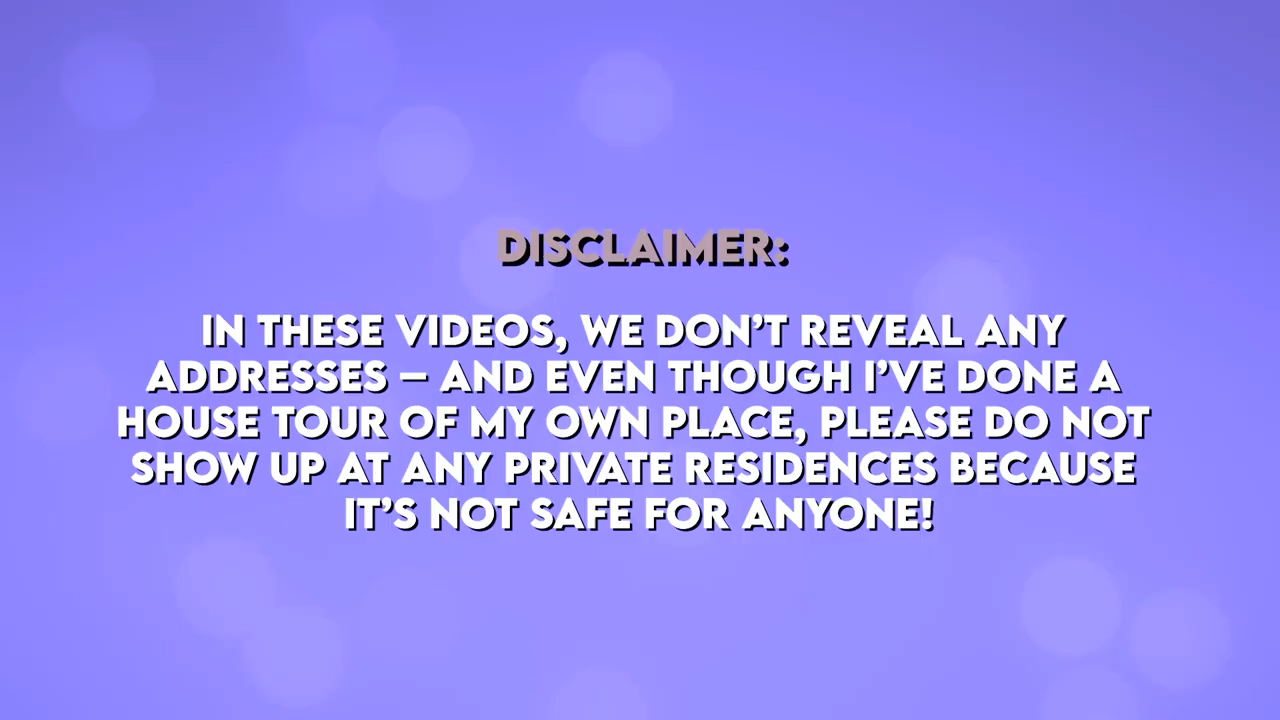 DISCLAIMER:
IN THESE VIDEOS, WE DON’T REVEAL ANY
ADDRESSES – AND EVEN THOUGH I’VE DONE A
HOUSE TOUR OF MY OWN PLACE, PLEASE DO NOT
SHOW UP AT ANY PRIVATE RESIDENCES BECAUSE
IT’S NOT SAFE FOR ANYONE!